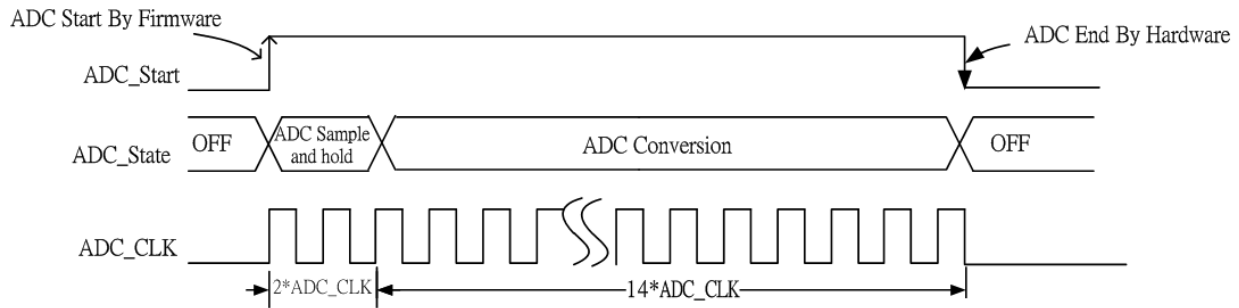 ADC Start By Firmware
ADC End By Hardware
ADC_Start
ADC_State
OFF
ADC Sample
and hold
ADC Conversion
OFF
ADC_CLK
2*ADC_CLK
14*ADC_CLK